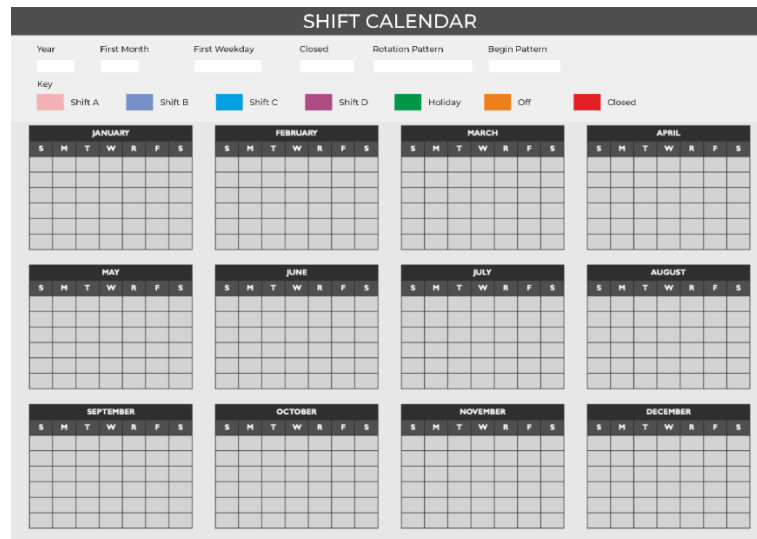 SHIFT CALENDAR
Year First Month First Weekday Closed Rotation Pattern Begin Pattern
Key
Shift A Shift B Shift C Shift D Holiday Off Closed
JANUARY FEBRUARY MARCH APRIL
S M T W R F S S M T W R F S S M T W R F S S M T W R F S
MAY JUNE JULY AUGUST
S M T W R F S S M T W R F S S M T W R F S S M T W R F S
SEPTEMBER OCTOBER NOVEMBER DECEMBER
S M T W R F S S M T W R F S S M T W R F S S M T W R F S